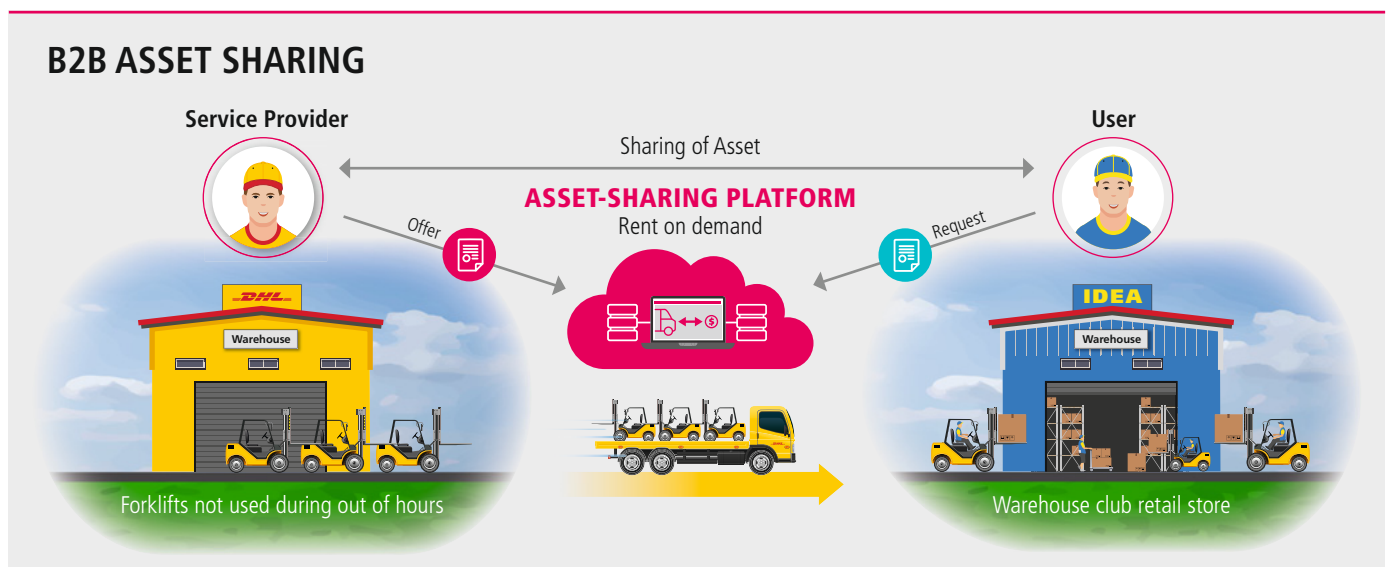 B2B ASSET SHARING
Service Provider
User
Sharing of Asset
ASSET-SHARING PLATFORM
Rent on demand
Offer
Request
DHL
IDEA
Warehouse
Warehouse
$
Forklifts not used during out of hours
Warehouse club retail store